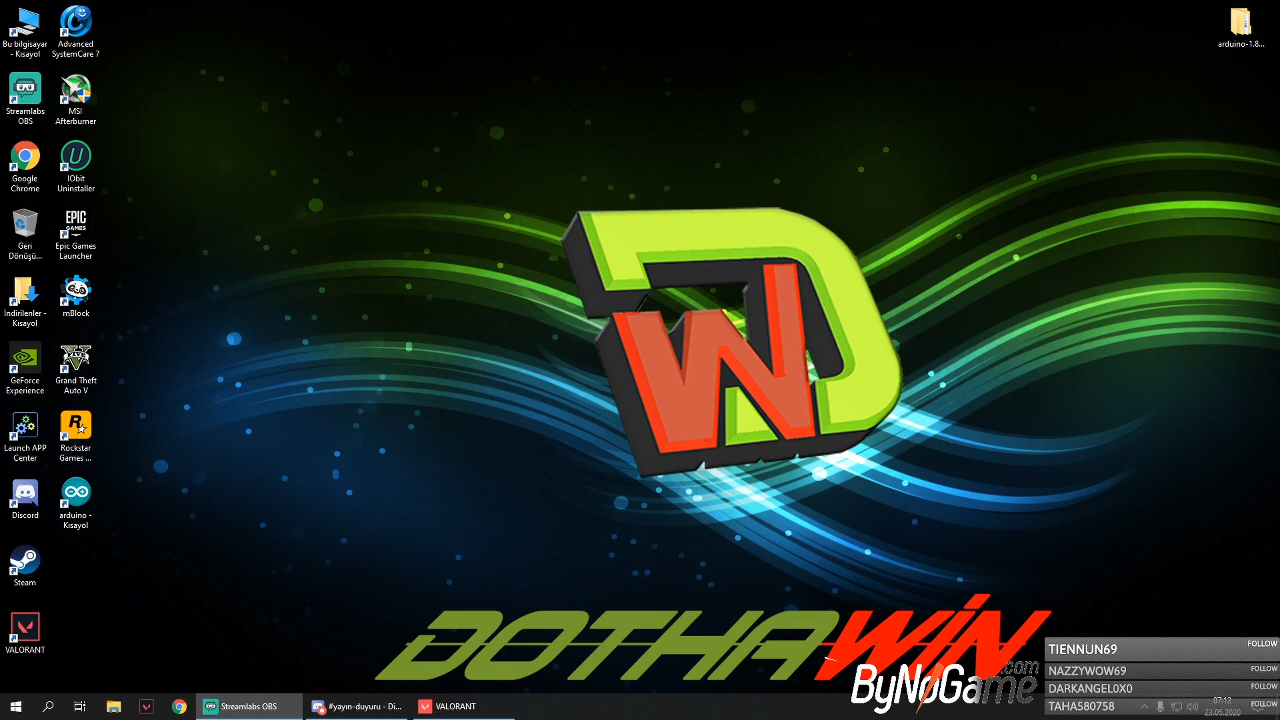 Bu bilgisayar
- Kısayol
Advanced
SystemCare 7
arduino-1.8...
Streamlabs
OBS
MSI
Afterburner
Google
Chrome
IObit
Uninstaller
EPIC
GAMES
Geri
Dönüşü...
Epic Games
Launcher
İndirilenler -
Kısayol
mBlock
GeForce
Experience
Grand Theft
Auto V
Launch APP
Center
Rockstar
Games ...
Discord
arduino -
Kısayol
Steam
VALORANT
DW
DOTHAWİN
ByNoGame
.com
TIENNUN69 FOLLOW
NAZZYWOW69 FOLLOW
DARKANGEL0X0 FOLLOW
TAHA580758 FOLLOW
Streamlabs OBS
#yayın-duyuru - Di...
VALORANT
07:12
23.05.2020